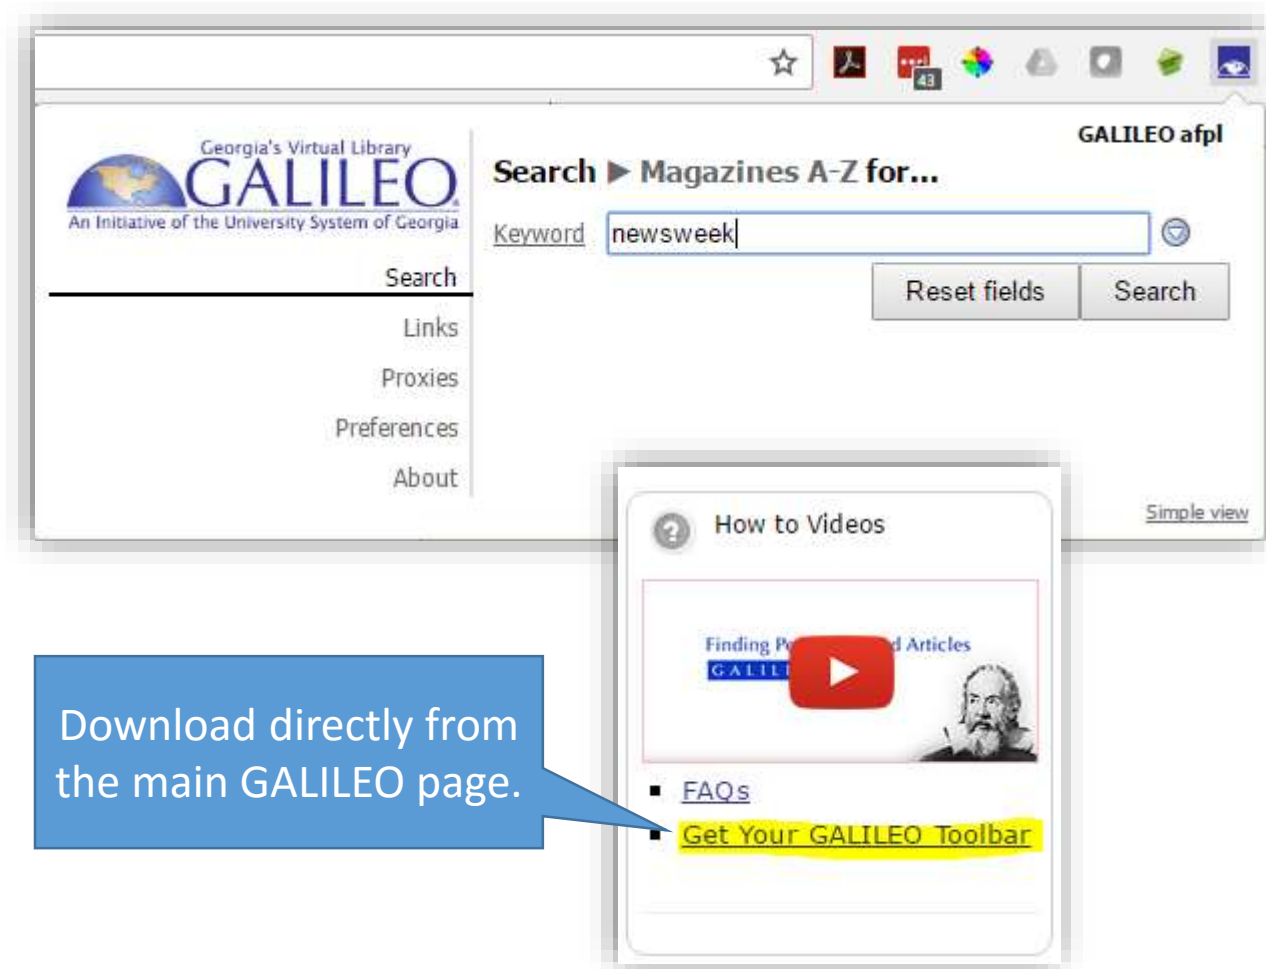 43
GALILEO afpl
Georgia's Virtual Library
GALILEO
An Initiative of the University System of Georgia
Search ▶ Magazines A-Z for...
Keyword newsweek
Reset fields Search
Search
Links
Proxies
Preferences
About
Simple view
? How to Videos
Finding d Articles
GALIL
▪ FAQs
▪ Get Your GALILEO Toolbar
Download directly from
the main GALILEO page.